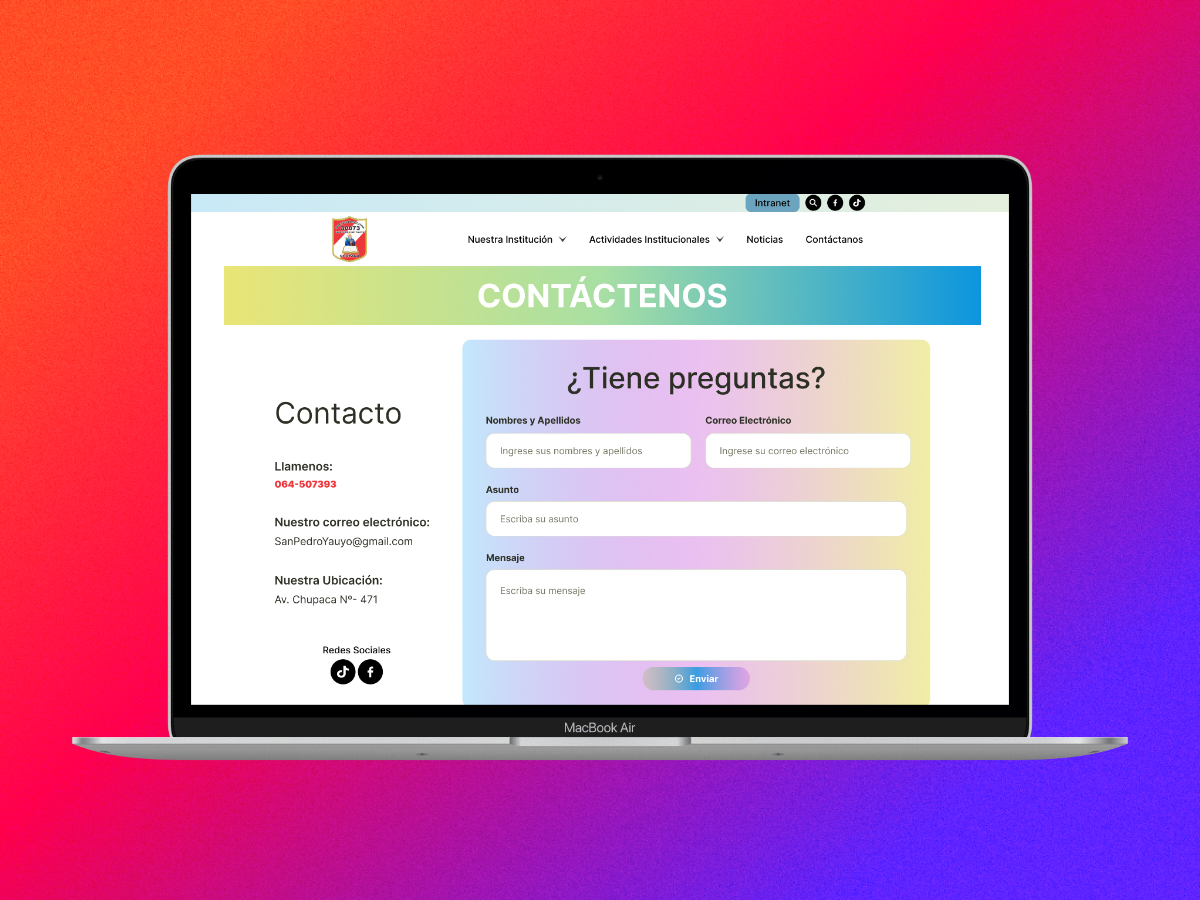 Intranet
Nuestra Institución
Actividades Institucionales
Noticias
Contáctanos
CONTÁCTENOS
Contacto
Llamenos:
064-507393
Nuestro correo electrónico:
SanPedroYauyo@gmail.com
Nuestra Ubicación:
Av. Chupaca Nº- 471
Redes Sociales
¿Tiene preguntas?
Nombres y Apellidos
Correo Electrónico
Ingrese sus nombres y apellidos
Ingrese su correo electrónico
Asunto
Escriba su asunto
Mensaje
Escriba su mensaje
Enviar
MacBook Air